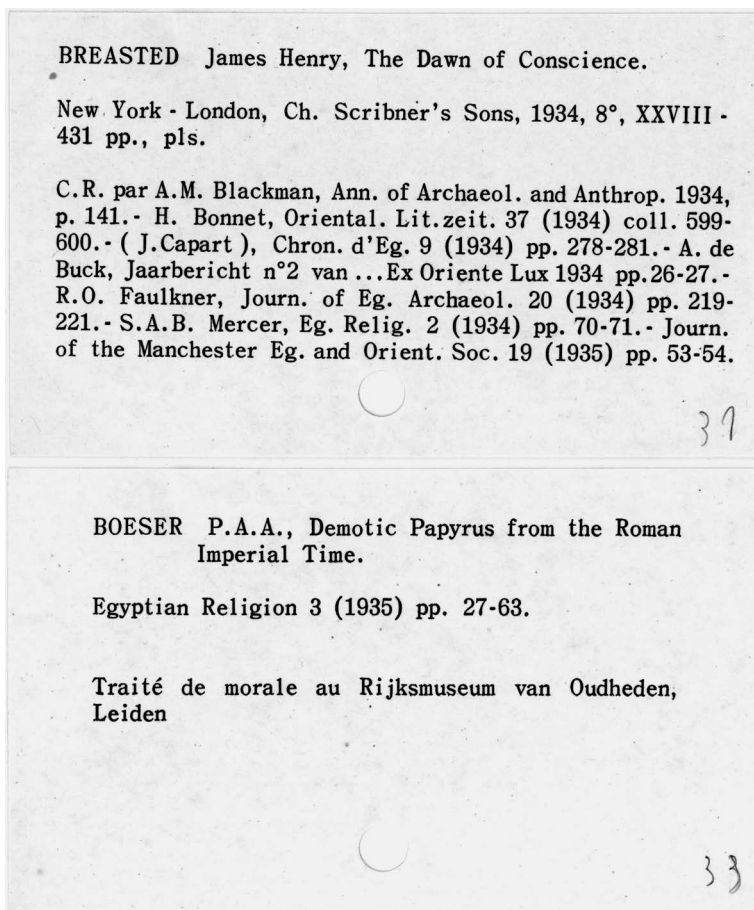 BREASTED James Henry, The Dawn of Conscience.
New York - London, Ch. Scribner's Sons, 1934, 8°, XXVIII -
431 pp., pls.
C.R. par A.M. Blackman, Ann. of Archaeol. and Anthrop. 1934,
p. 141.- H. Bonnet, Oriental. Lit.zeit. 37 (1934) coll. 599-
600.- ( J.Capart ), Chron. d'Eg. 9 (1934) pp. 278-281.- A. de
Buck, Jaarbericht n°2 van ...Ex Oriente Lux 1934 pp.26-27.-
R.O. Faulkner, Journ. of Eg. Archaeol. 20 (1934) pp. 219-
221.- S.A.B. Mercer, Eg. Relig. 2 (1934) pp. 70-71.- Journ.
of the Manchester Eg. and Orient. Soc. 19 (1935) pp. 53-54.
BOESER P.A.A., Demotic Papyrus from the Roman
Imperial Time.
Egyptian Religion 3 (1935) pp. 27-63.
Traité de morale au Rijksmuseum van Oudheden,
Leiden
33